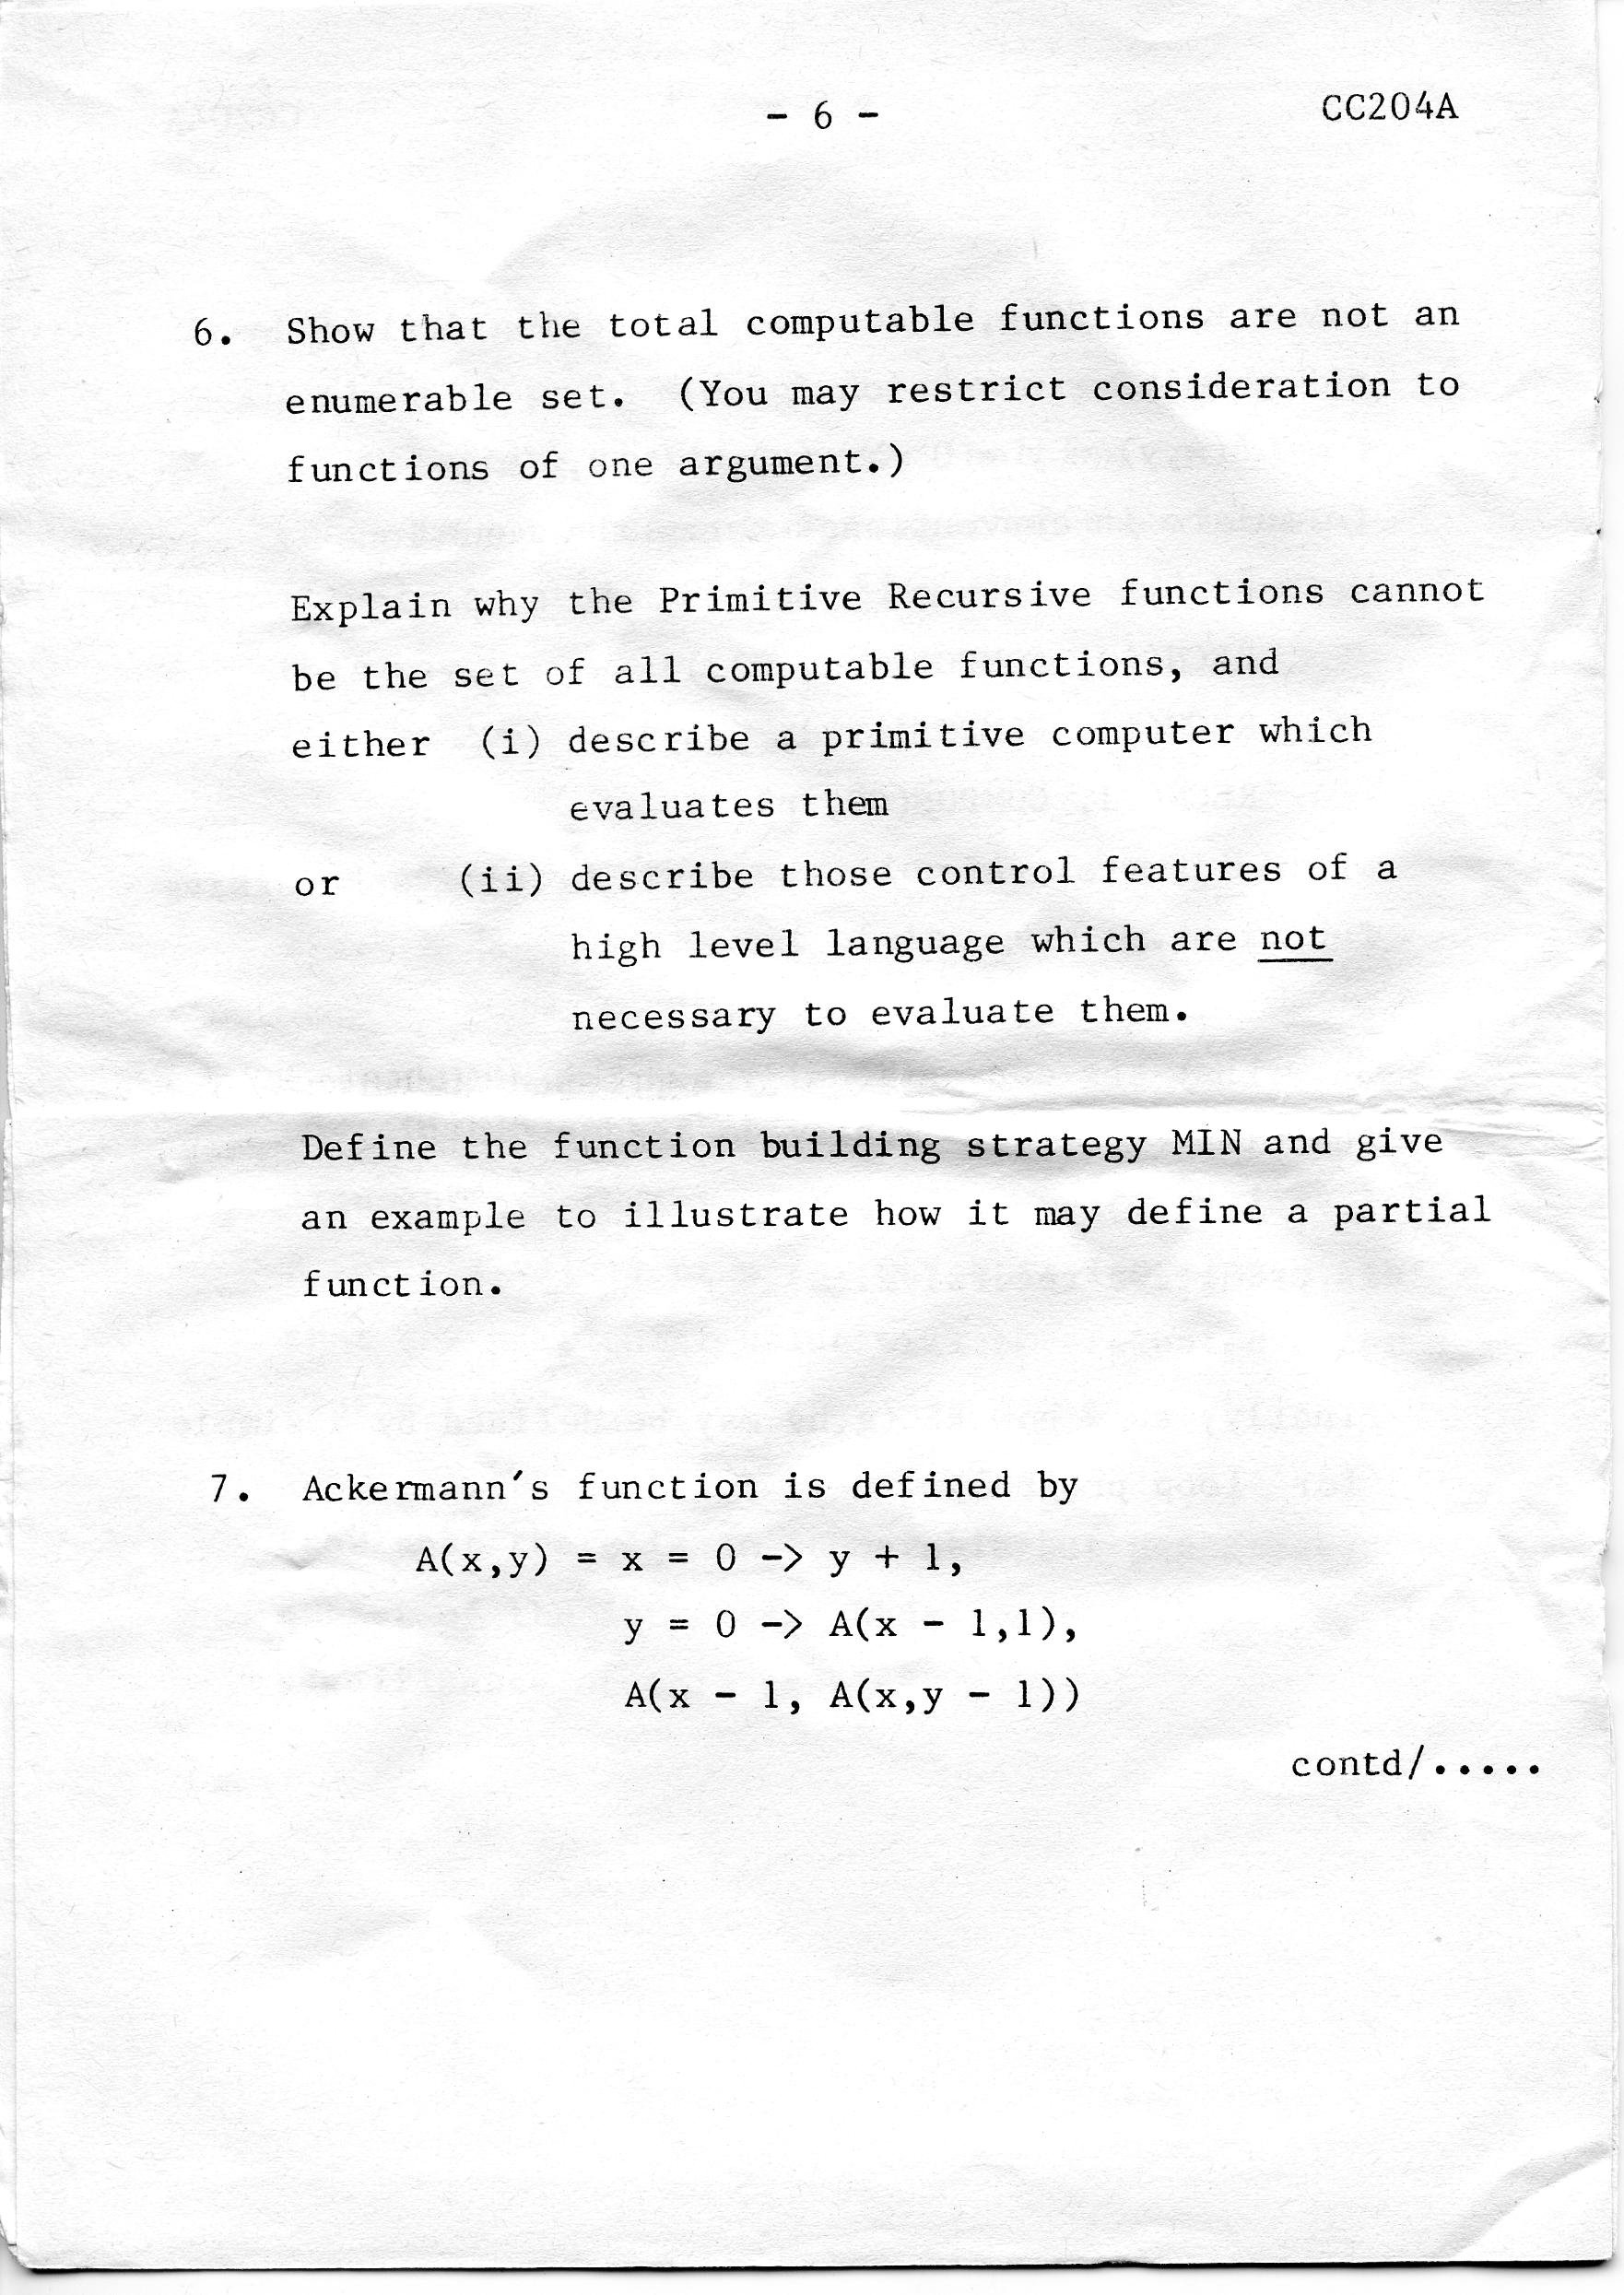 - 6 -
CC204A
6. Show that the total computable functions are not an
enumerable set. (You may restrict consideration to
functions of one argument.)
Explain why the Primitive Recursive functions cannot
be the set of all computable functions, and
either (i) describe a primitive computer which
evaluates them
or (ii) describe those control features of a
high level language which are not
necessary to evaluate them.
Define the function building strategy MIN and give
an example to illustrate how it may define a partial
function.
7. Ackermann's function is defined by
A(x,y) = x = 0 -> y + 1,
y = 0 -> A(x - 1,1),
A(x - 1, A(x,y - 1))
contd/.....